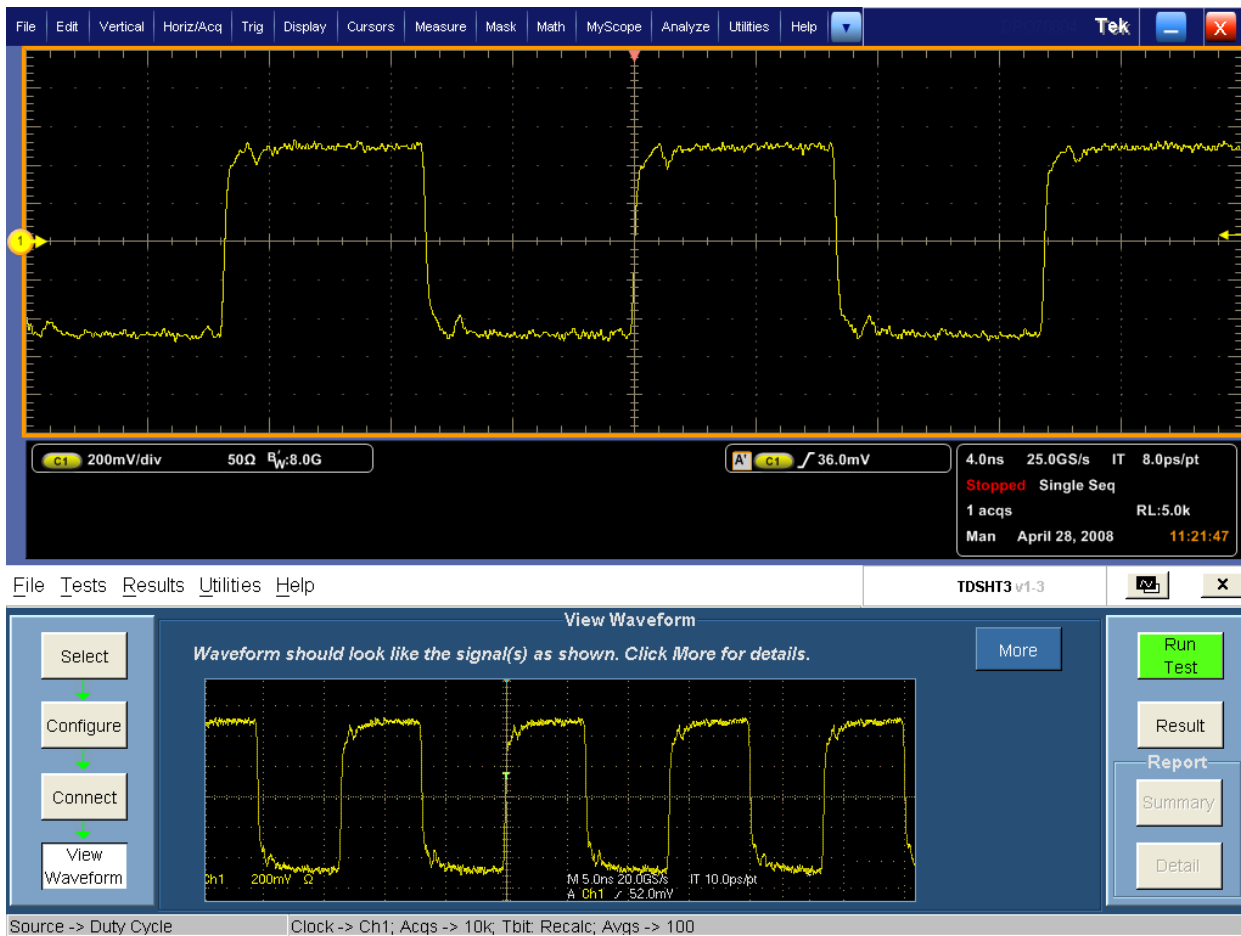 File Edit Vertical Horiz/Acq Trig Display Cursors Measure Mask Math MyScope Analyze Utilities Help Tek X
1
C1 200mV/div 50Ω BW:8.0G
A' C1 36.0mV
4.0ns 25.0GS/s IT 8.0ps/pt
Stopped Single Seq
1 acqs RL:5.0k
Man April 28, 2008 11:21:47
File Tests Results Utilities Help TDSHT3 v1-3 x
View Waveform
Waveform should look like the signal(s) as shown. Click More for details.
More
Select
Configure
Connect
View
Waveform
Ch1 200mV Ω M 5.0ns 20.0GS/s IT 10.0ps/pt
A Ch1 52.0mV
Run
Test
Result
Report
Summary
Detail
Source -> Duty Cycle Clock -> Ch1; Acqs -> 10k; Tbit: Recalc; Avgs -> 100